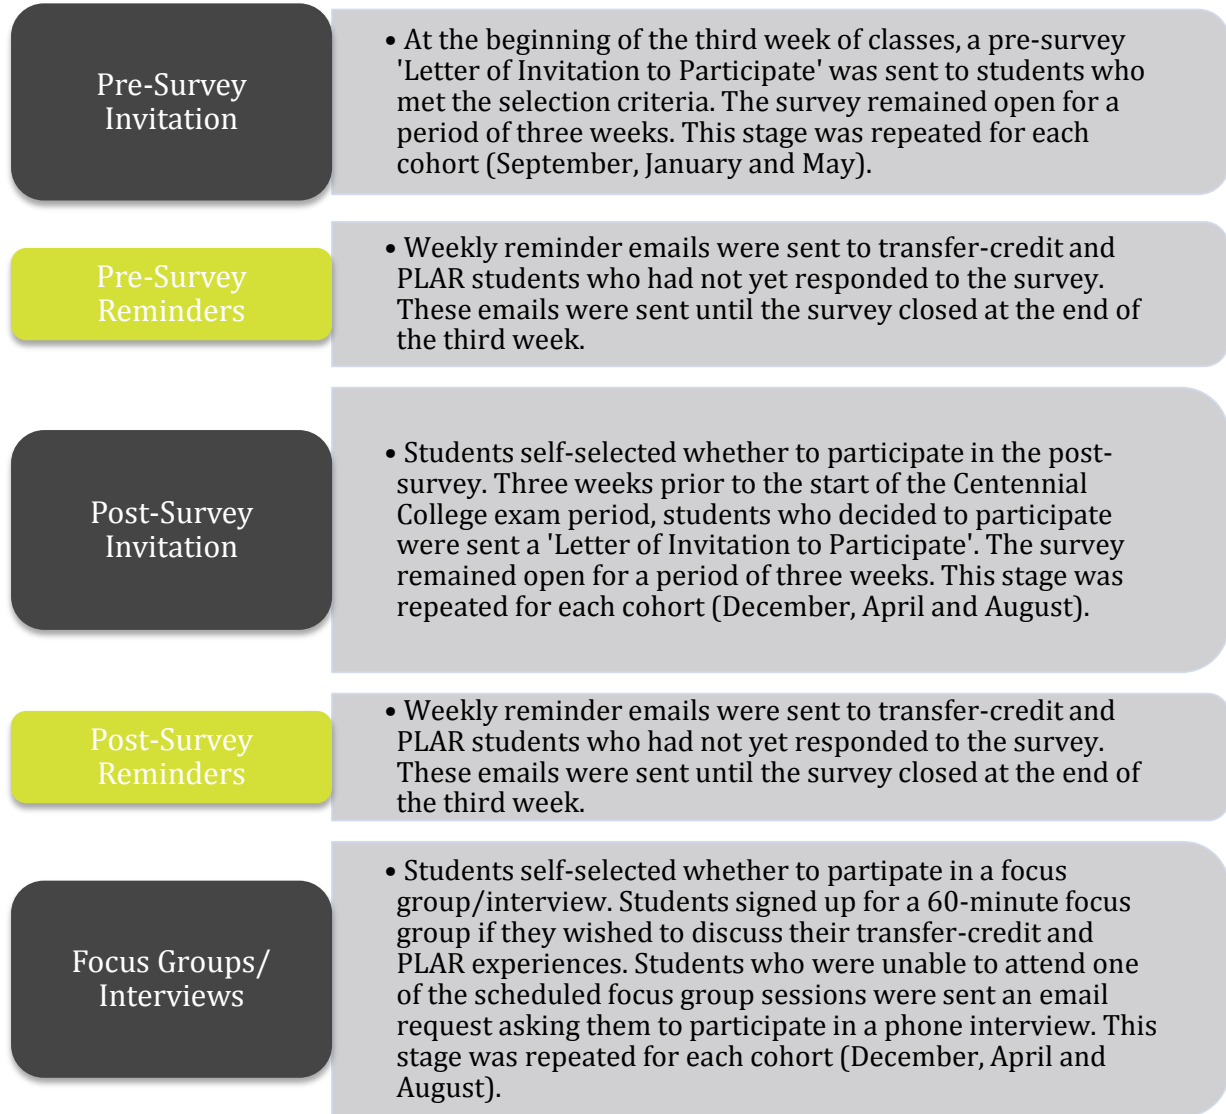 Pre-Survey
Invitation
• At the beginning of the third week of classes, a pre-survey
'Letter of Invitation to Participate' was sent to students who
met the selection criteria. The survey remained open for a
period of three weeks. This stage was repeated for each
cohort (September, January and May).
Pre-Survey
Reminders
• Weekly reminder emails were sent to transfer-credit and
PLAR students who had not yet responded to the survey.
These emails were sent until the survey closed at the end of
the third week.
Post-Survey
Invitation
• Students self-selected whether to participate in the post-
survey. Three weeks prior to the start of the Centennial
College exam period, students who decided to participate
were sent a 'Letter of Invitation to Participate'. The survey
remained open for a period of three weeks. This stage was
repeated for each cohort (December, April and August).
Post-Survey
Reminders
• Weekly reminder emails were sent to transfer-credit and
PLAR students who had not yet responded to the survey.
These emails were sent until the survey closed at the end of
the third week.
Focus Groups/
Interviews
• Students self-selected whether to partipate in a focus
group/interview. Students signed up for a 60-minute focus
group if they wished to discuss their transfer-credit and
PLAR experiences. Students who were unable to attend one
of the scheduled focus group sessions were sent an email
request asking them to participate in a phone interview. This
stage was repeated for each cohort (December, April and
August).